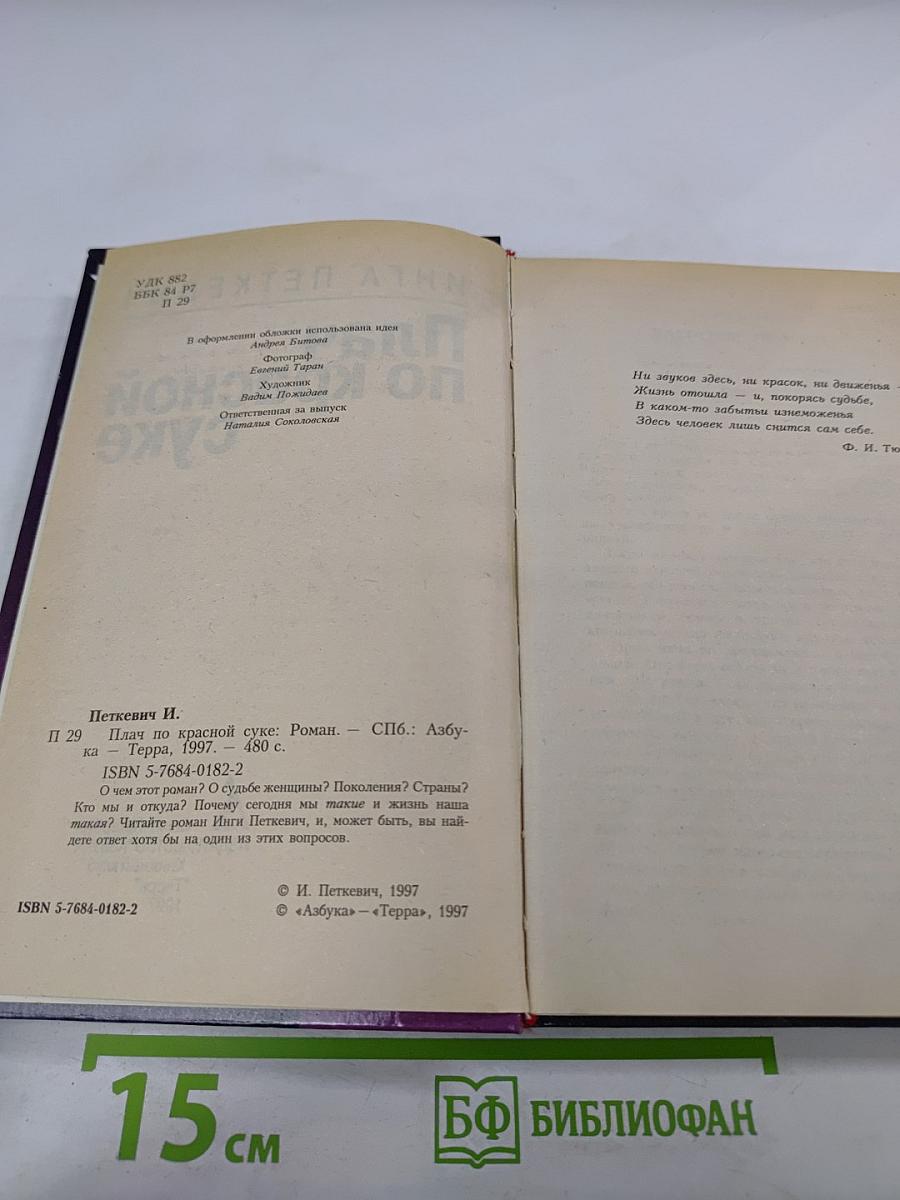 УДК 882
ББК 84 Р7
П 29
В оформлении обложки использована идея
Андрея Битова
Фотограф
Евгений Таран
Художник
Вадим Пожидаев
Ответственная за выпуск
Наталия Соколовская
Петкевич И.
П 29 Плач по красной суке: Роман. — СПб.: Азбу-
ка — Терра, 1997. — 480 с.
ISBN 5-7684-0182-2
О чем этот роман? О судьбе женщины? Поколения? Страны?
Кто мы и откуда? Почему сегодня мы такие и жизнь наша
такая? Читайте роман Инги Петкевич, и, может быть, вы най-
дете ответ хотя бы на один из этих вопросов.
© И. Петкевич, 1997
ISBN 5-7684-0182-2 © «Азбука» — «Терра», 1997
Ни звуков здесь, ни красок, ни движенья —
Жизнь отошла — и, покорясь судьбе,
В каком-то забытьи изнеможенья
Здесь человек лишь снится сам себе.
Ф. И. Тю
15 см
БФ БИБЛИОФАН